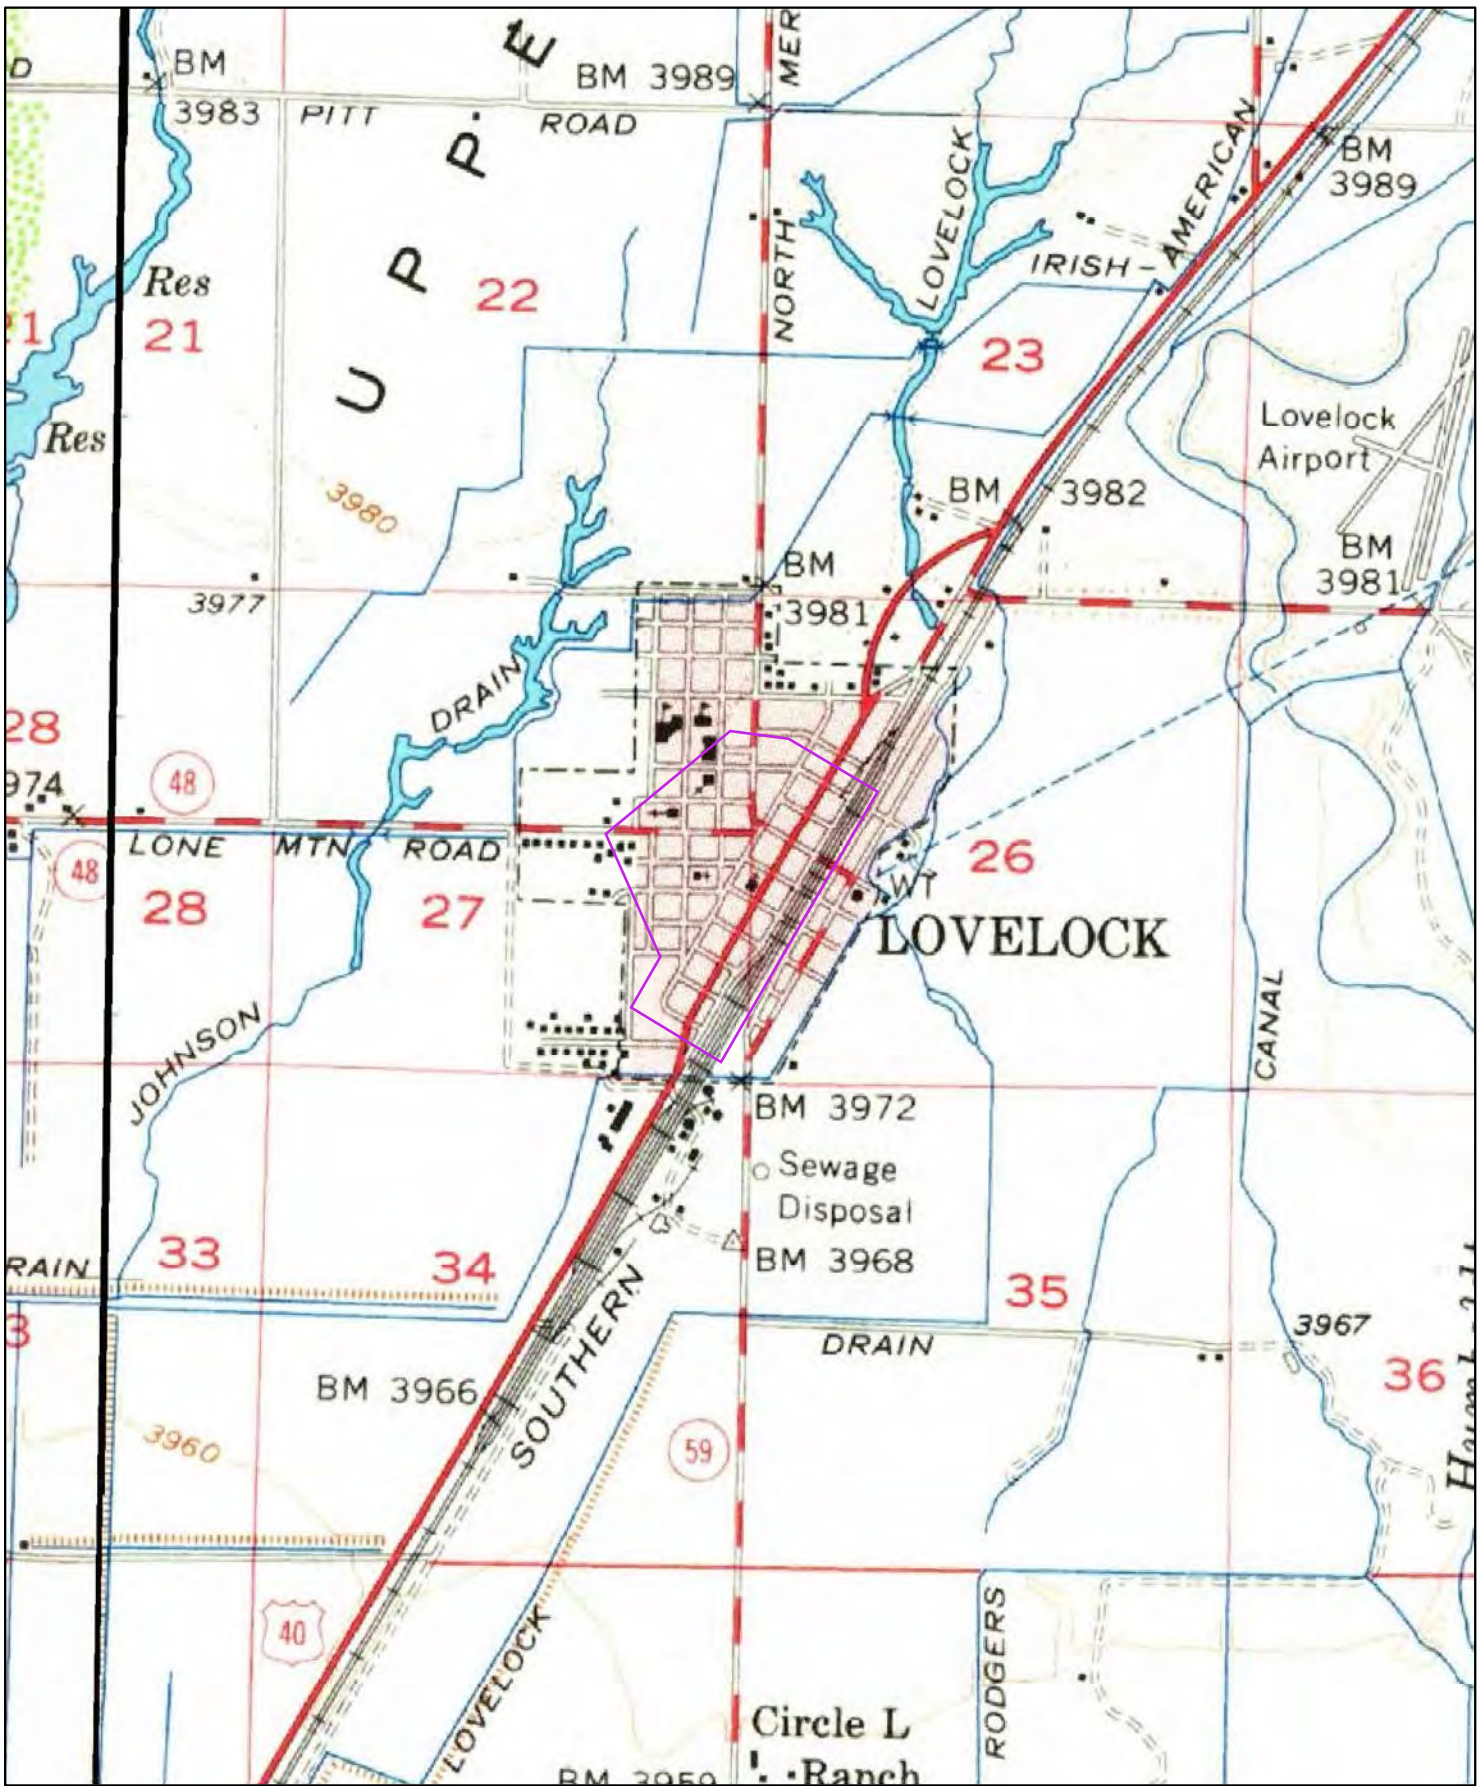 MER
D
BM
3983
PITT
ROAD
BM 3989
E
P
P
U
BM
3989
LOVELOCK
IRISH-AMERICAN
NORTH
Res
21
22
23
Res
Lovelock
Airport
3980
BM
3982
BM
3981
BM
3981
3977
DRAIN
28
48
974
LONE MTN ROAD
48
28
27
26
WT
LOVELOCK
JOHNSON
CANAL
BM 3972
Sewage
Disposal
BM 3968
RAIN
33
34
35
3
SOUTHERN
DRAIN
3967
36
BM 3966
3960
59
40
LOVELOCK
RODGERS
Circle L
Ranch
BM 3959